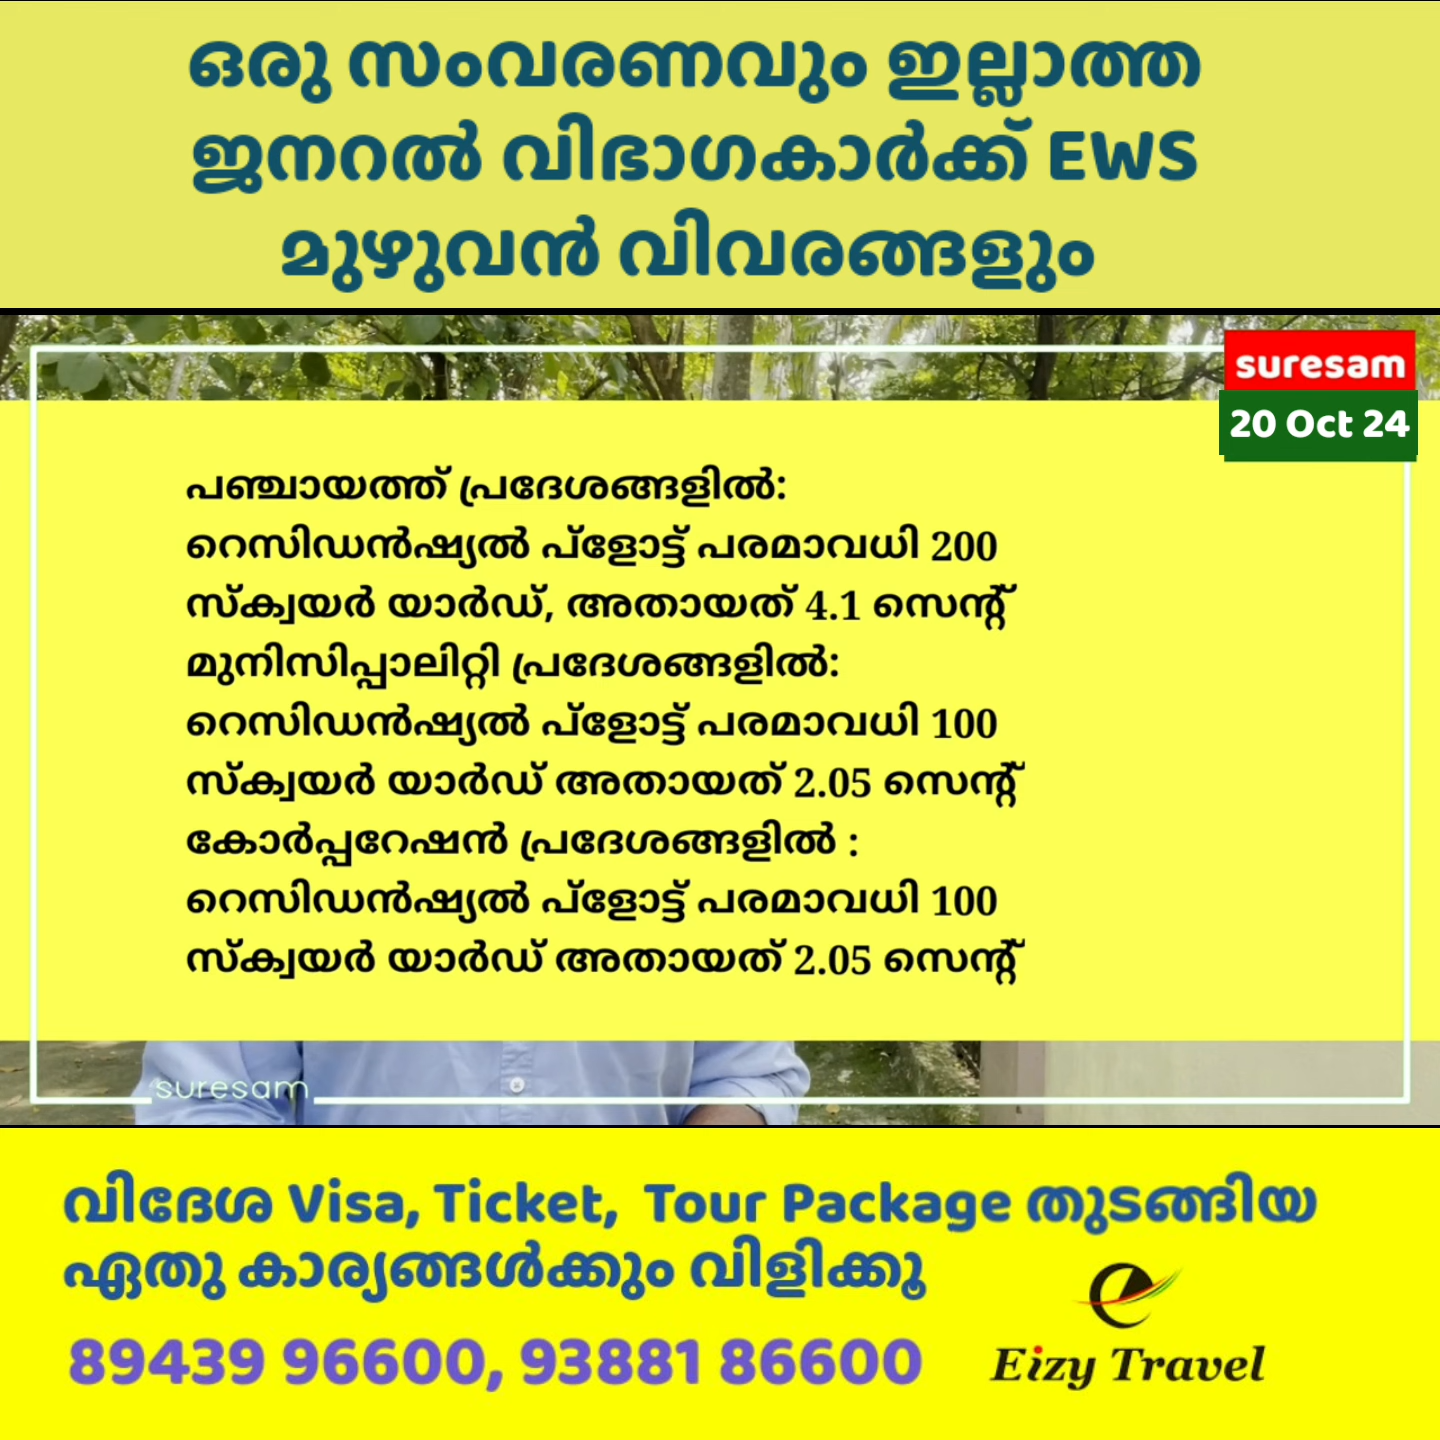 ഒരു സംവരണവും ഇല്ലാത്ത
ജനറൽ വിഭാഗകാർക്ക് EWS
മുഴുവൻ വിവരങ്ങളും
suresam
20 Oct 24
പഞ്ചായത്ത് പ്രദേശങ്ങളിൽ:
റെസിഡൻഷ്യൽ പ്ളോട്ട് പരമാവധി 200
സ്ക്വയർ യാർഡ്, അതായത് 4.1 സെന്റ്
മുനിസിപ്പാലിറ്റി പ്രദേശങ്ങളിൽ:
റെസിഡൻഷ്യൽ പ്ളോട്ട് പരമാവധി 100
സ്ക്വയർ യാർഡ് അതായത് 2.05 സെന്റ്
കോർപ്പറേഷൻ പ്രദേശങ്ങളിൽ :
റെസിഡൻഷ്യൽ പ്ളോട്ട് പരമാവധി 100
സ്ക്വയർ യാർഡ് അതായത് 2.05 സെന്റ്
suresam
വിദേശ Visa, Ticket, Tour Package തുടങ്ങിയ
ഏതു കാര്യങ്ങൾക്കും വിളിക്കൂ
89439 96600, 93881 86600
Eizy Travel